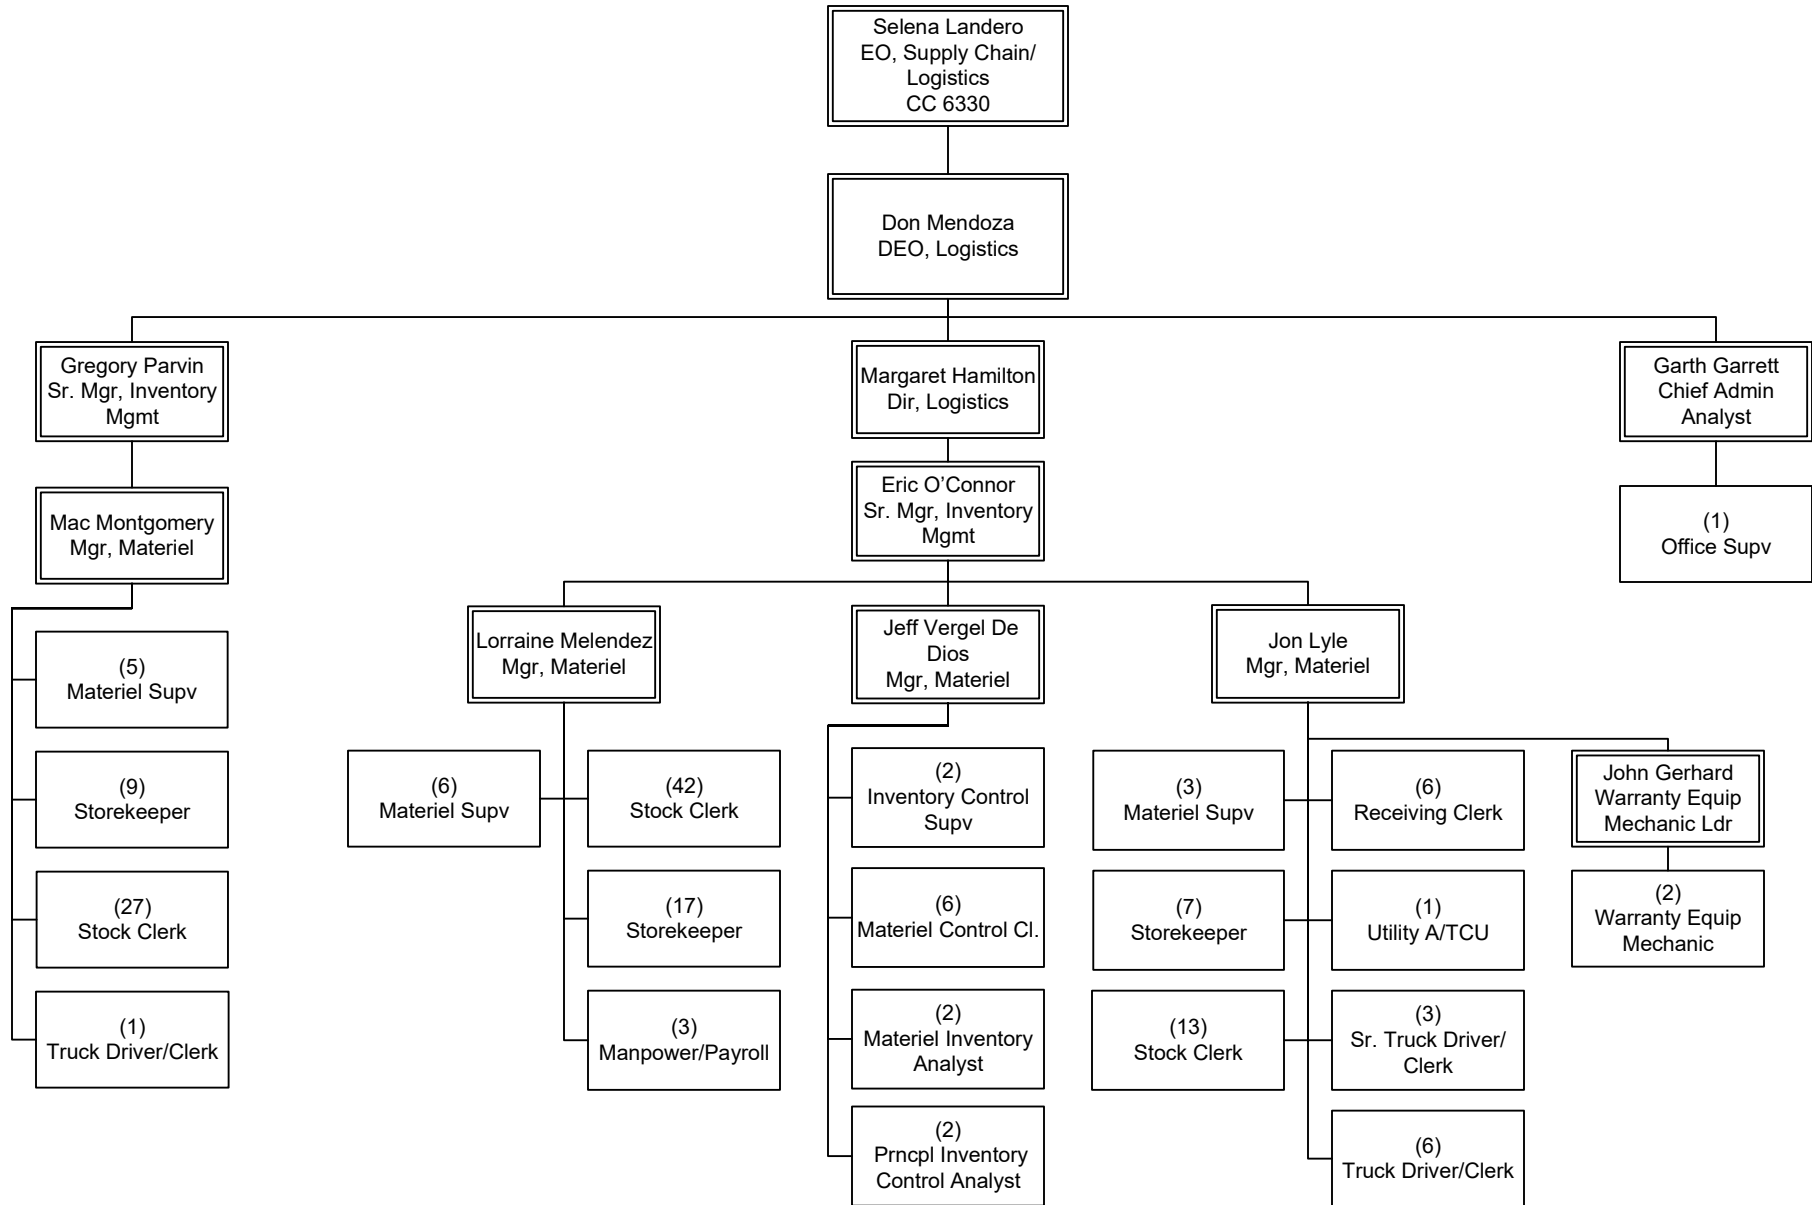 Selena Landero
EO, Supply Chain/
Logistics
CC 6330
Don Mendoza
DEO, Logistics
Gregory Parvin
Sr. Mgr, Inventory
Mgmt
Margaret Hamilton
Dir, Logistics
Garth Garrett
Chief Admin
Analyst
Mac Montgomery
Mgr, Materiel
Eric O’Connor
Sr. Mgr, Inventory
Mgmt
(1)
Office Supv
Lorraine Melendez
Mgr, Materiel
Jeff Vergel De
Dios
Mgr, Materiel
Jon Lyle
Mgr, Materiel
(5)
Materiel Supv
(9)
Storekeeper
(27)
Stock Clerk
(1)
Truck Driver/Clerk
(6)
Materiel Supv
(42)
Stock Clerk
(17)
Storekeeper
(3)
Manpower/Payroll
(2)
Inventory Control
Supv
(6)
Materiel Control Cl.
(2)
Materiel Inventory
Analyst
(2)
Prncpl Inventory
Control Analyst
(3)
Materiel Supv
(7)
Storekeeper
(13)
Stock Clerk
(6)
Receiving Clerk
(1)
Utility A/TCU
(3)
Sr. Truck Driver/
Clerk
(6)
Truck Driver/Clerk
John Gerhard
Warranty Equip
Mechanic Ldr
(2)
Warranty Equip
Mechanic